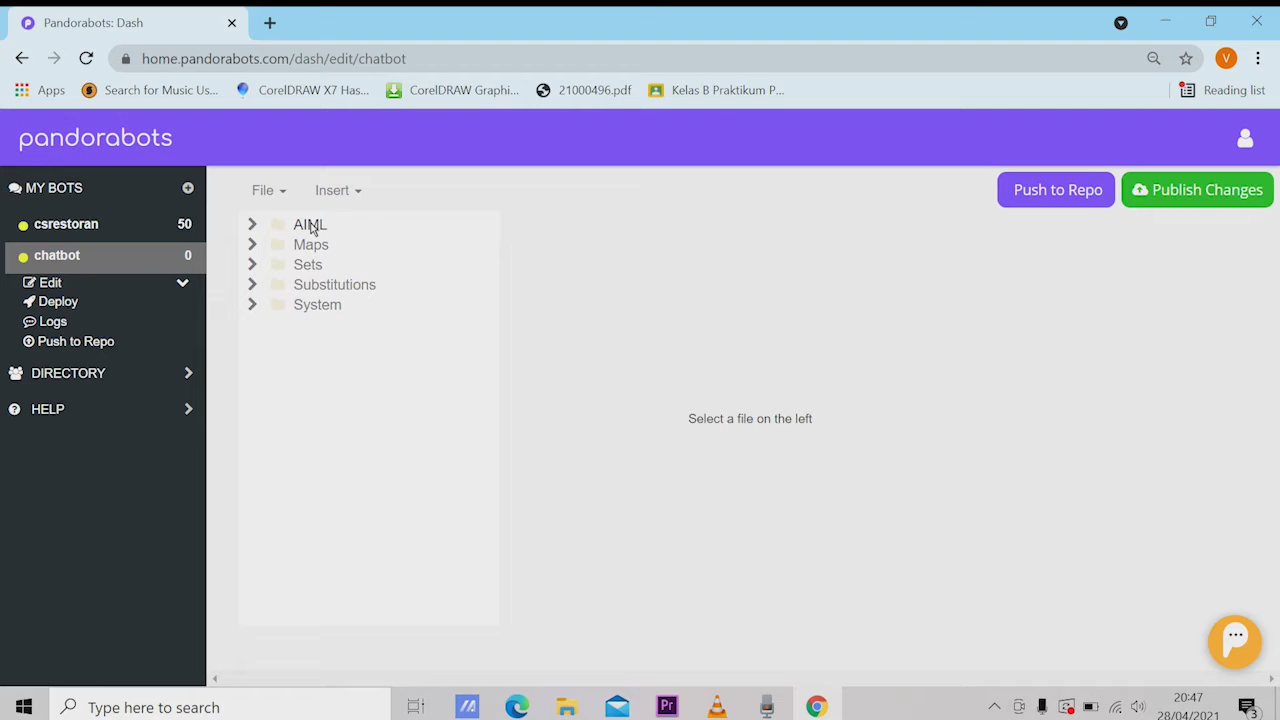 Pandorabots: Dash
home.pandorabots.com/dash/edit/chatbot
V
Apps
Search for Music Us...
CorelDRAW X7 Has...
CorelDRAW Graphi...
21000496.pdf
Kelas B Praktikum P...
Reading list
pandorabots
MY BOTS
File
Insert
Push to Repo
Publish Changes
csrestoran 50
chatbot 0
Edit
Deploy
Logs
Push to Repo
DIRECTORY
HELP
AIML
Maps
Sets
Substitutions
System
Select a file on the left
Type here to search
Pr
20:47
28/04/2021
3